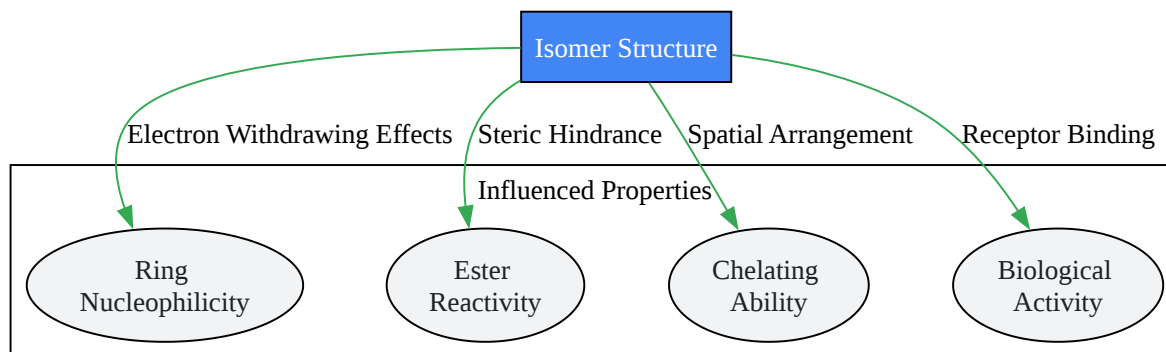 Isomer Structure
Electron Withdrawing Effects
Steric Hindrance
Spatial Arrangement
Receptor Binding
Influenced Properties
Ring
Nucleophilicity
Ester
Reactivity
Chelating
Ability
Biological
Activity